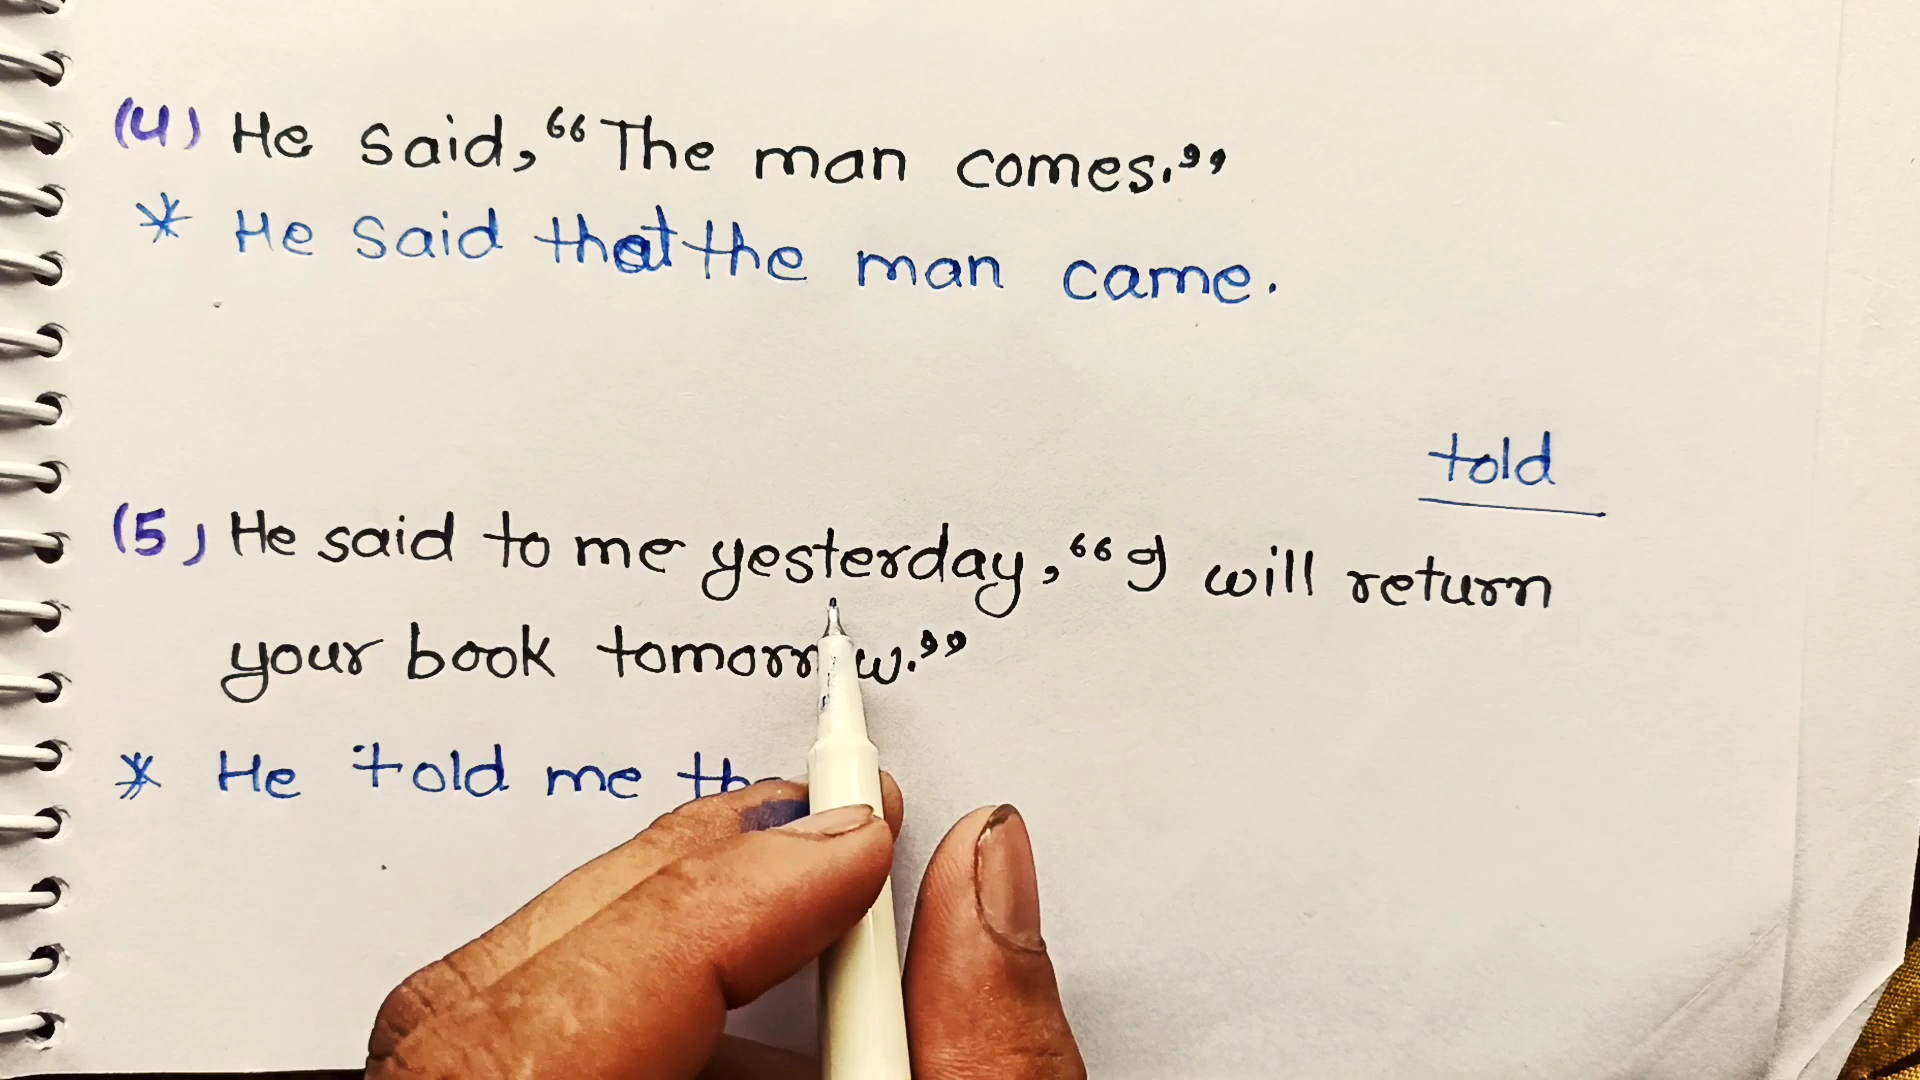 (4) He said, “The man comes.”
* He said that the man came.
told
(5) He said to me yesterday, “I will return
your book tomorrow.”
* He told me